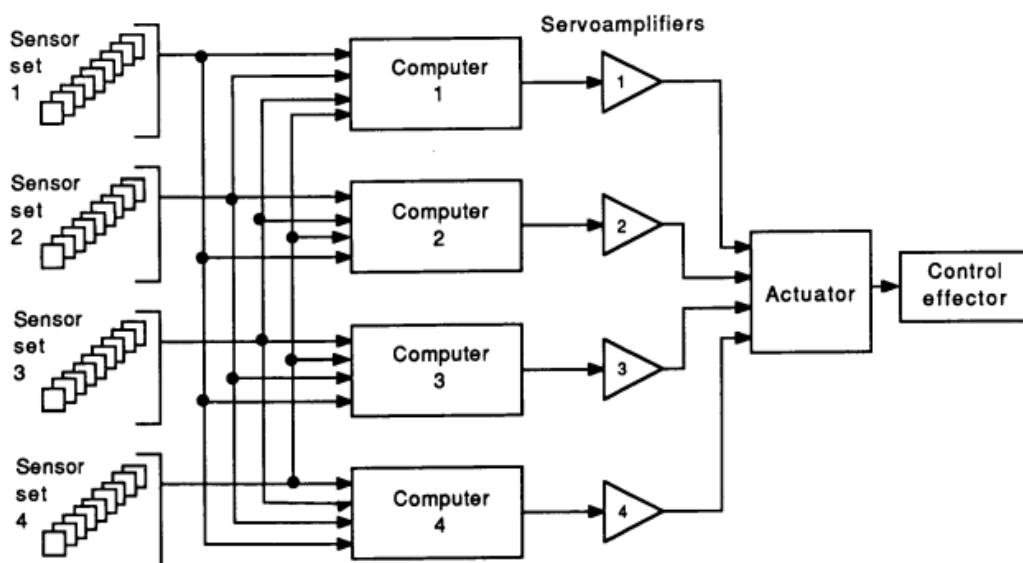 Servoamplifiers
Sensor
set
1
Computer
1
1
Sensor
set
2
Computer
2
2
Actuator
Control
effector
Sensor
set
3
Computer
3
3
Sensor
set
4
Computer
4
4